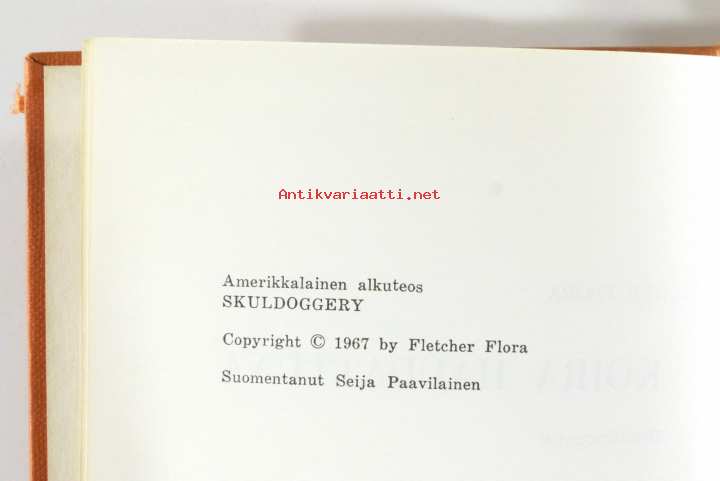 Antikvariaatti.net
Amerikkalainen alkuteos
SKULDOGGERY
Copyright © 1967 by Fletcher Flora
Suomentanut Seija Paavilainen